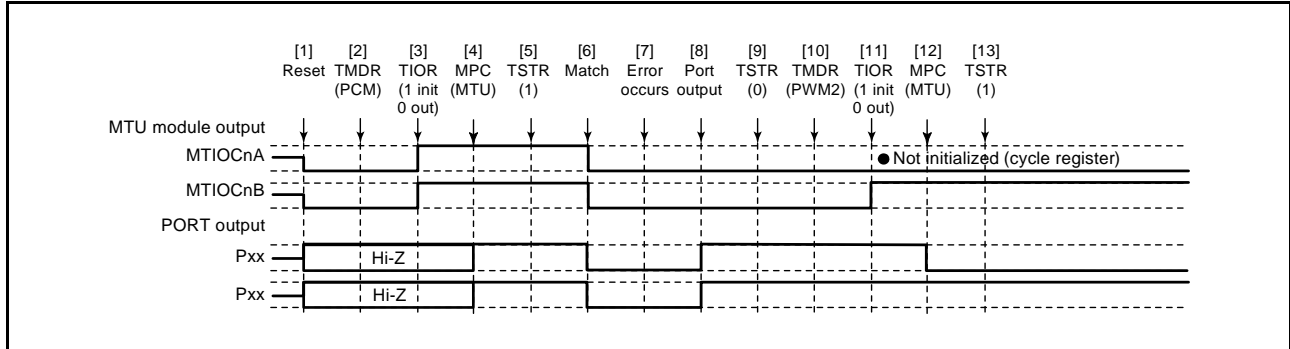 [1] [2] [3] [4] [5] [6] [7] [8] [9] [10] [11] [12] [13]
Reset TMDR TIOR MPC TSTR Match Error Port TSTR TMDR TIOR MPC TSTR
(PCM) (1 init (MTU) (1) occurs output (0) (PWM2) (1 init (MTU) (1)
0 out) 0 out)
MTU module output
MTIOCnA
Not initialized (cycle register)
MTIOCnB
PORT output
Pxx
Hi-Z
Pxx
Hi-Z